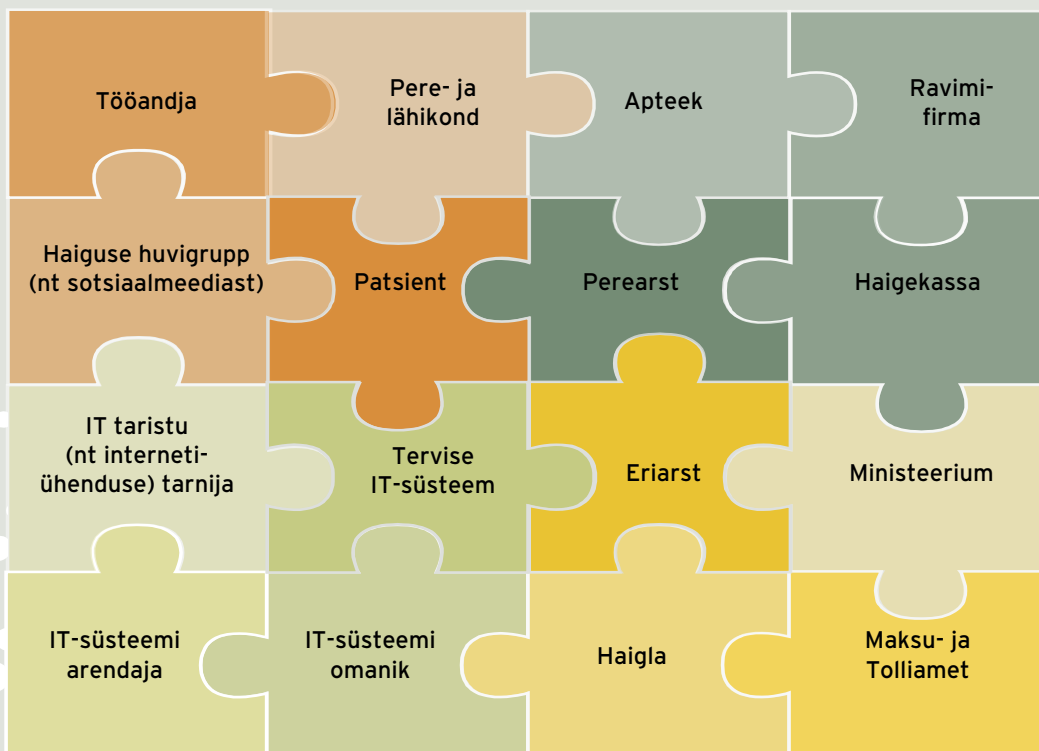 Tööandja
Pere- ja
lähikond
Apteek
Ravimi-
firma
Haiguse huvigrupp
(nt sotsiaalmeediast)
Patsient
Perearst
Haigekassa
IT taristu
(nt interneti-
ühenduse) tarnija
Tervise
IT-süsteem
Eriarst
Ministeerium
IT-süsteemi
arendaja
IT-süsteemi
omanik
Haigla
Maksu- ja
Tolliamet